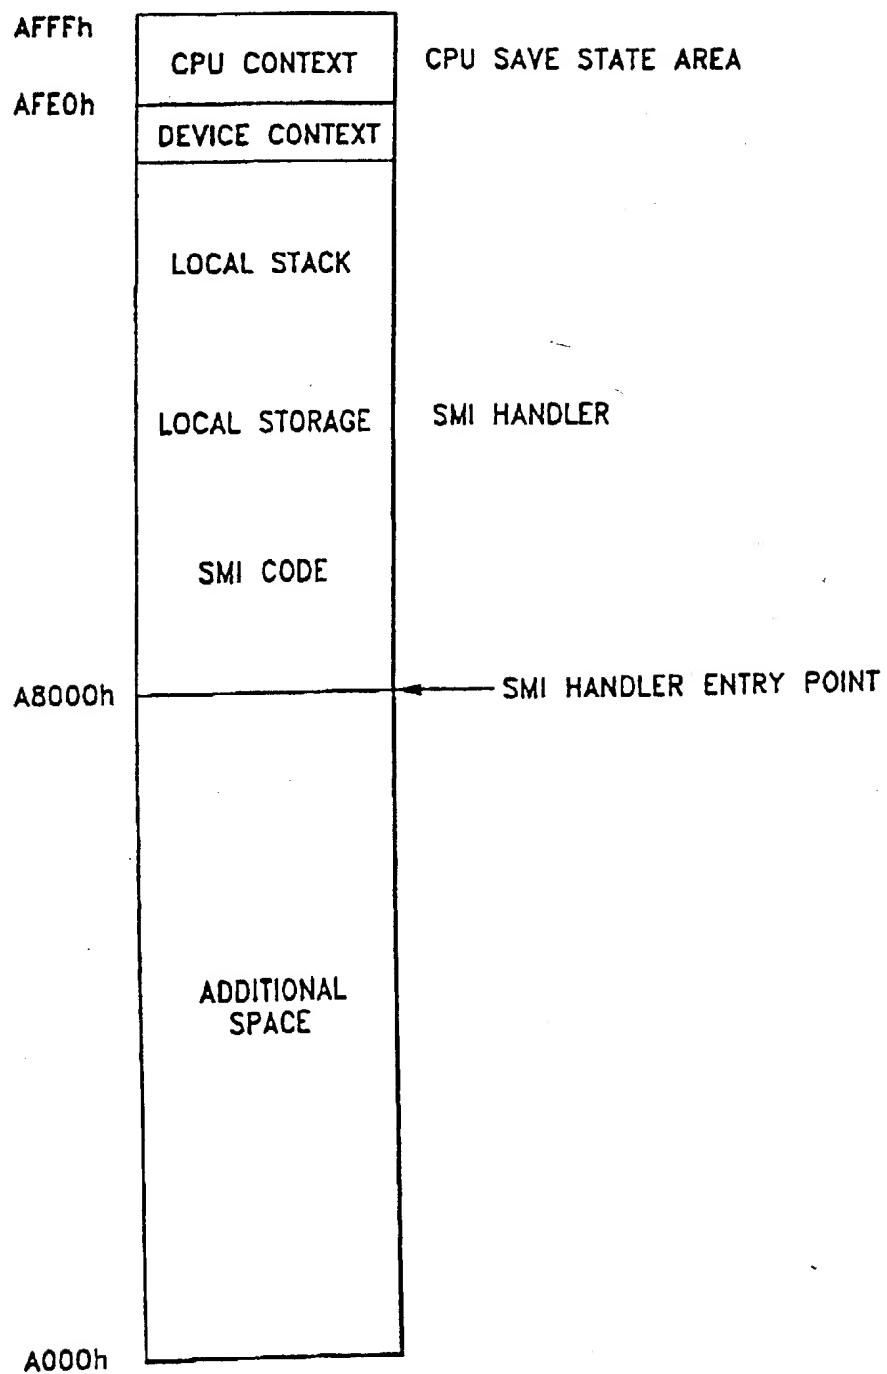 AFFFh
CPU CONTEXT
CPU SAVE STATE AREA
AFE0h
DEVICE CONTEXT
LOCAL STACK
LOCAL STORAGE
SMI HANDLER
SMI CODE
A8000h
SMI HANDLER ENTRY POINT
ADDITIONAL
SPACE
A000h